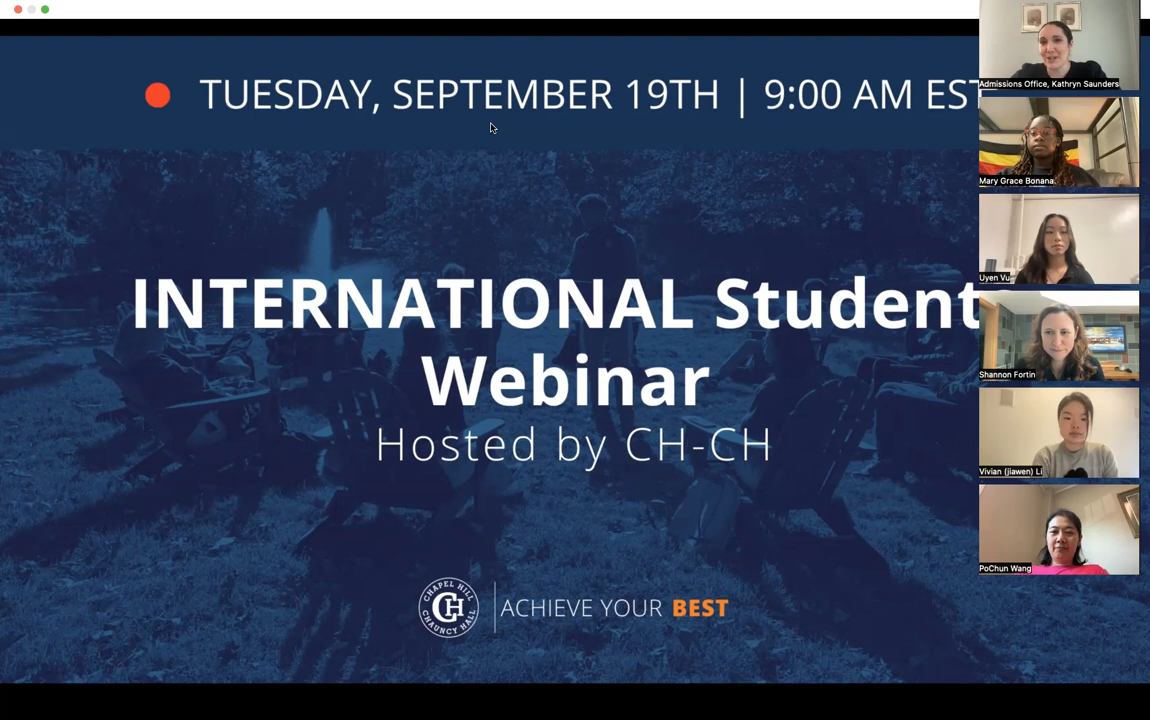 TUESDAY, SEPTEMBER 19TH | 9:00 AM EST
INTERNATIONAL Student
Webinar
Hosted by CH-CH
CHAPEL HILL
CH
CHAUNCY HALL
ACHIEVE YOUR BEST
Admissions Office, Kathryn Saunders
Mary Grace Bonana
Uyen Vu
Shannon Fortin
Vivian (jiawen) Li
PoChun Wang